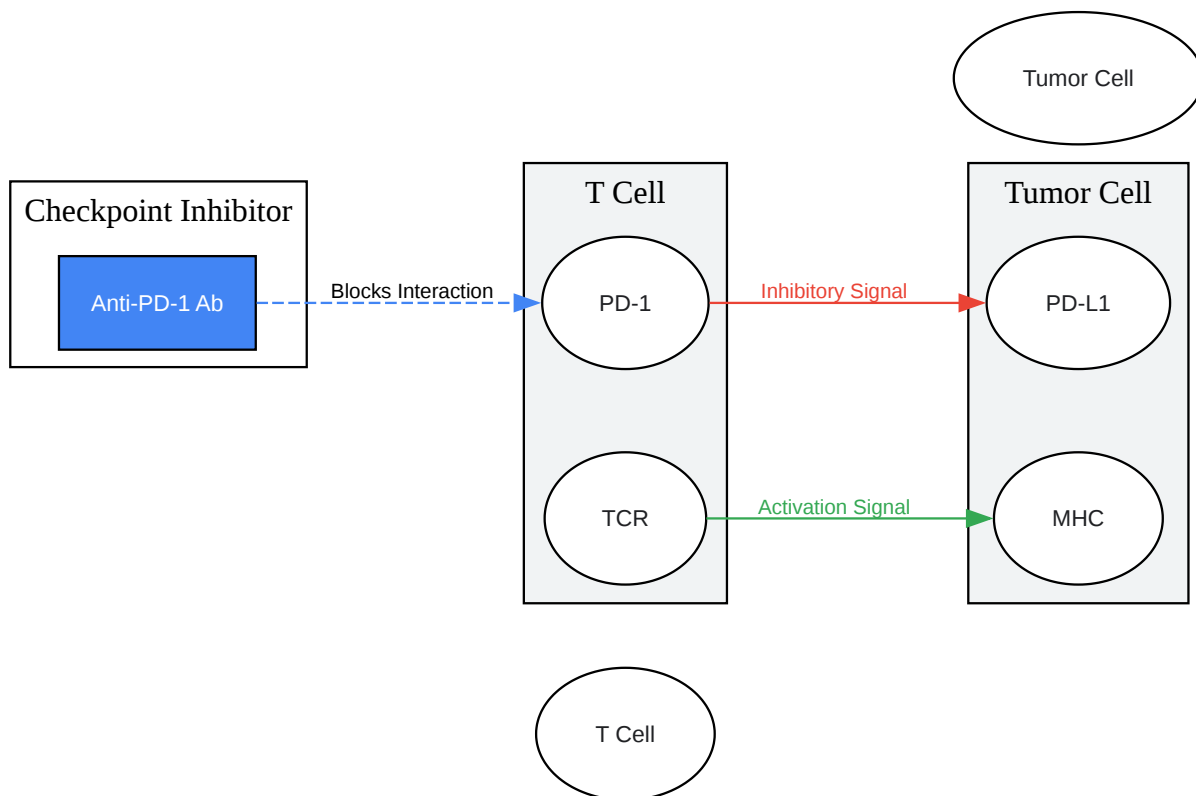 Tumor Cell
Checkpoint Inhibitor
T Cell
Tumor Cell
Anti-PD-1 Ab
Blocks Interaction
PD-1
Inhibitory Signal
PD-L1
TCR
Activation Signal
MHC
T Cell